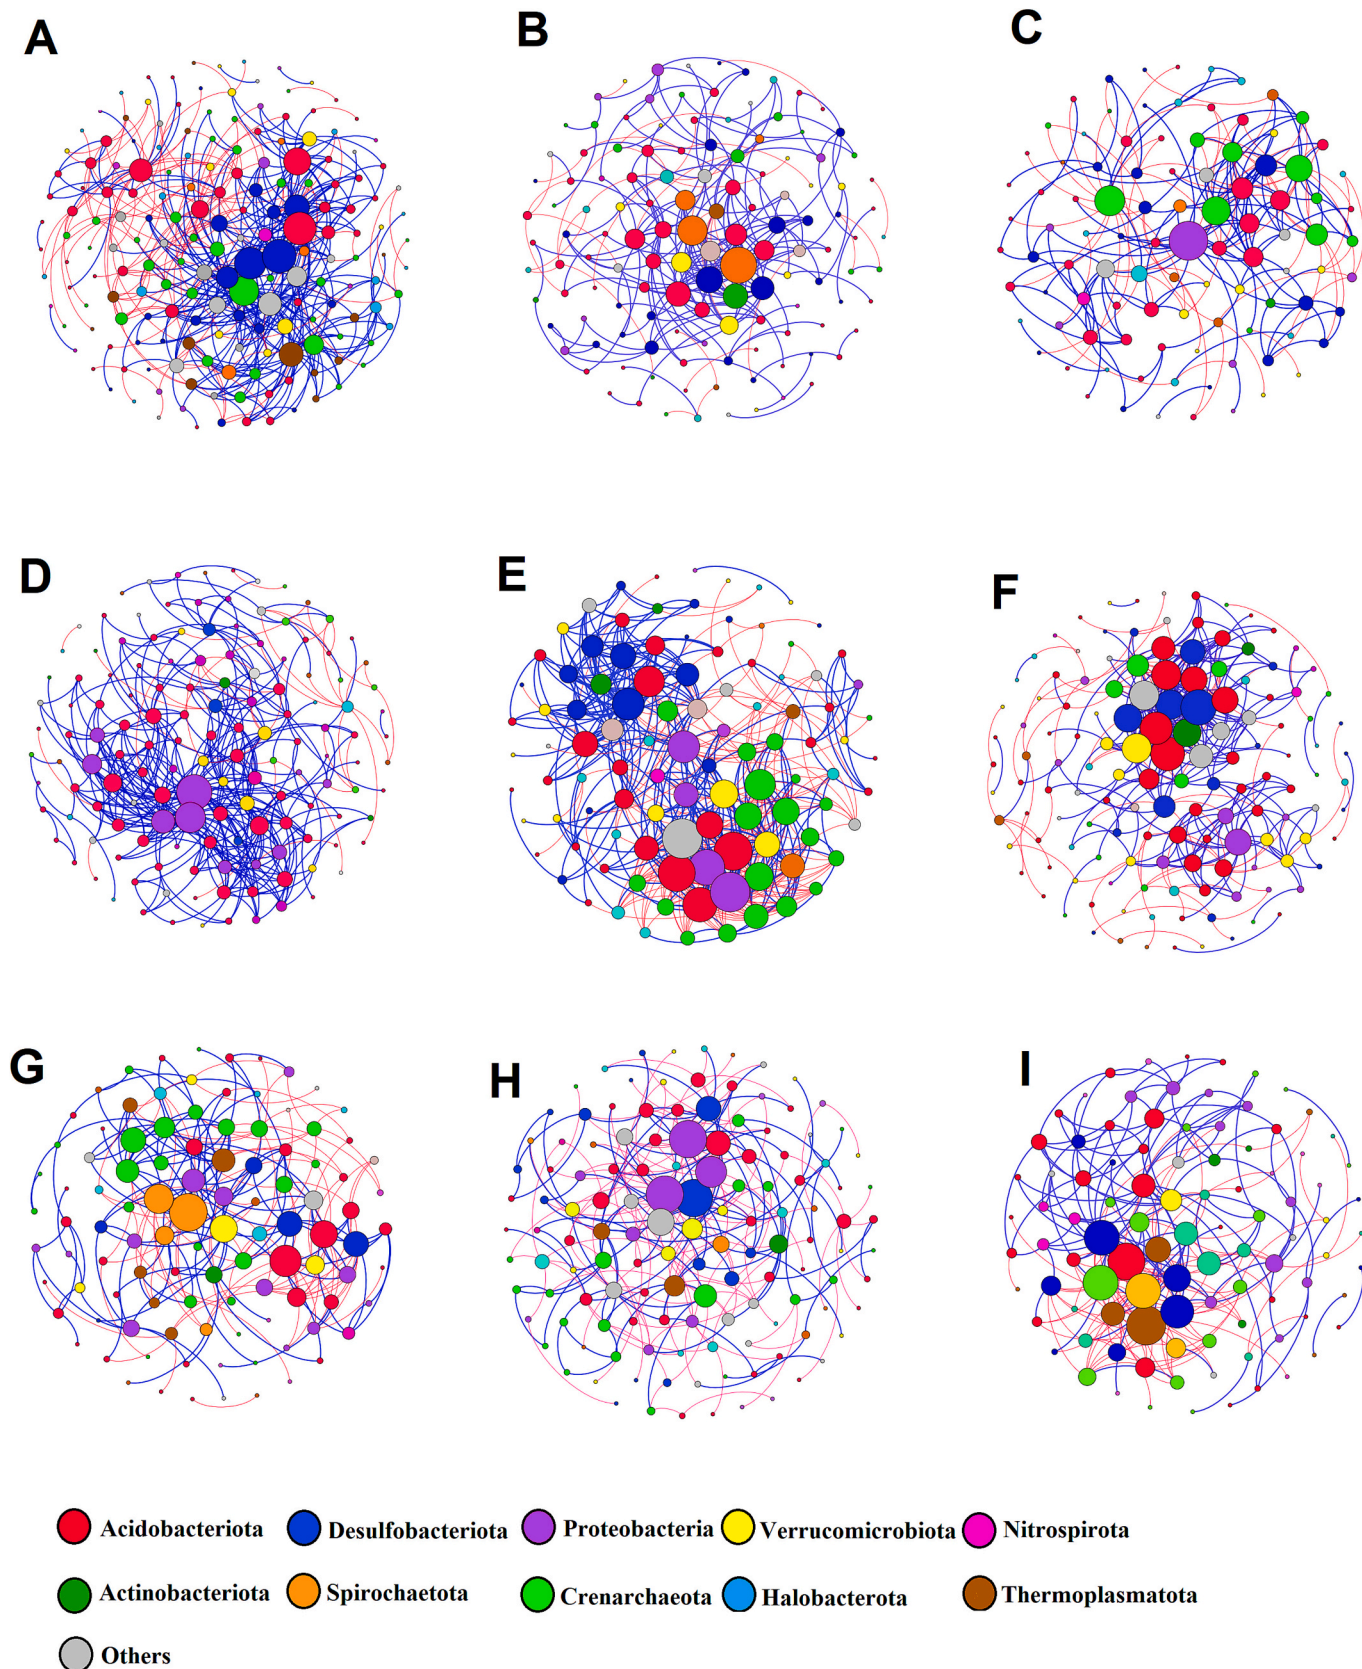 A
B
C
D
E
F
G
H
I
Acidobacteriota
Desulfobacteriota
Proteobacteria
Verrucomicrobiota
Nitrospirota
Actinobacteriota
Spirochaetota
Crenarchaeota
Halobacterota
Thermoplasmatota
Others